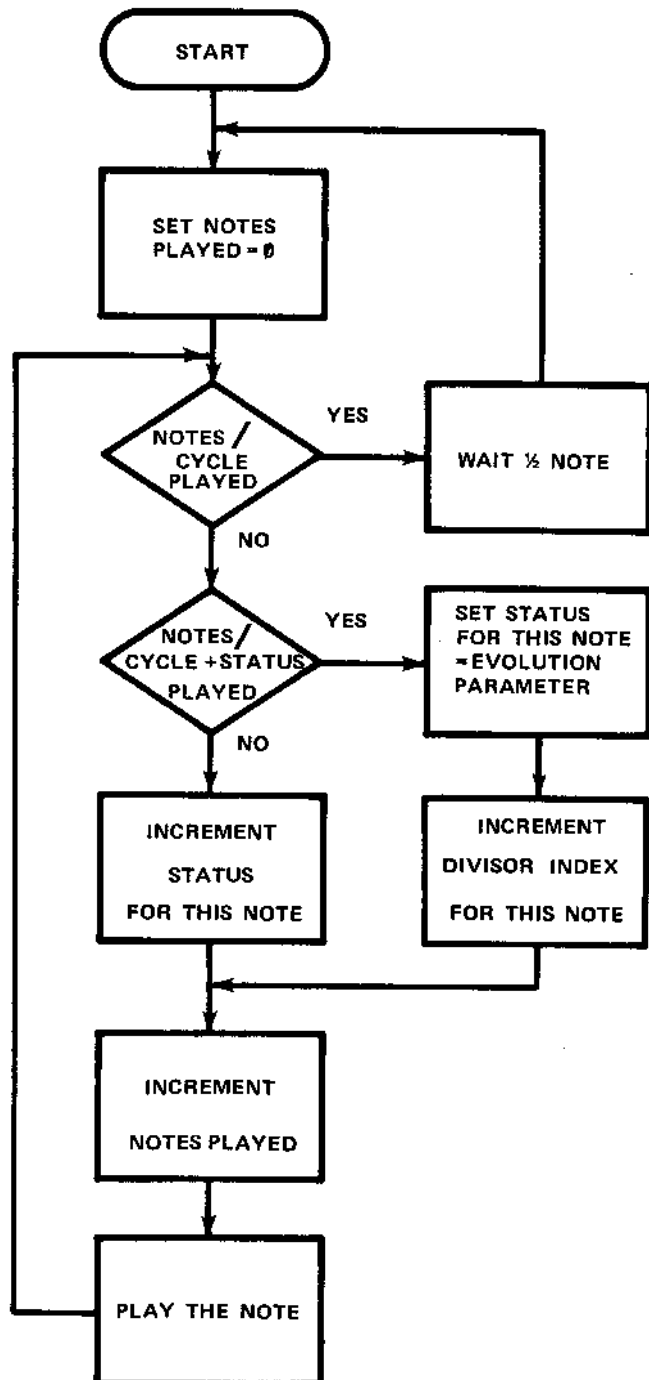 START
SET NOTES
PLAYED = 0
NOTES /
CYCLE
PLAYED
YES
WAIT ½ NOTE
NO
NOTES /
CYCLE + STATUS
PLAYED
YES
SET STATUS
FOR THIS NOTE
= EVOLUTION
PARAMETER
NO
INCREMENT
STATUS
FOR THIS NOTE
INCREMENT
DIVISOR INDEX
FOR THIS NOTE
INCREMENT
NOTES PLAYED
PLAY THE NOTE